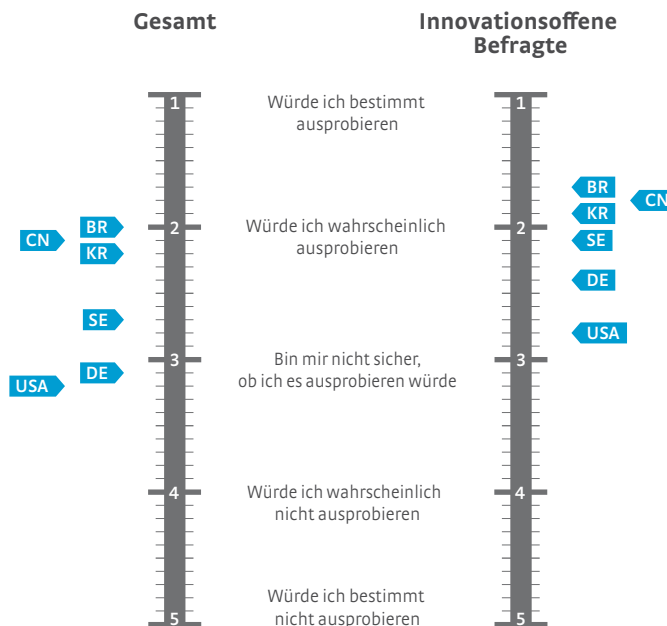 Gesamt
Innovationsoffene
Befragte
1
Würde ich bestimmt
ausprobieren
1
BR
CN
KR
SE
DE
USA
BR
CN
KR
SE
DE
USA
2
Würde ich wahrscheinlich
ausprobieren
2
3
Bin mir nicht sicher,
ob ich es ausprobieren würde
3
4
Würde ich wahrscheinlich
nicht ausprobieren
4
Würde ich bestimmt
nicht ausprobieren
5
5